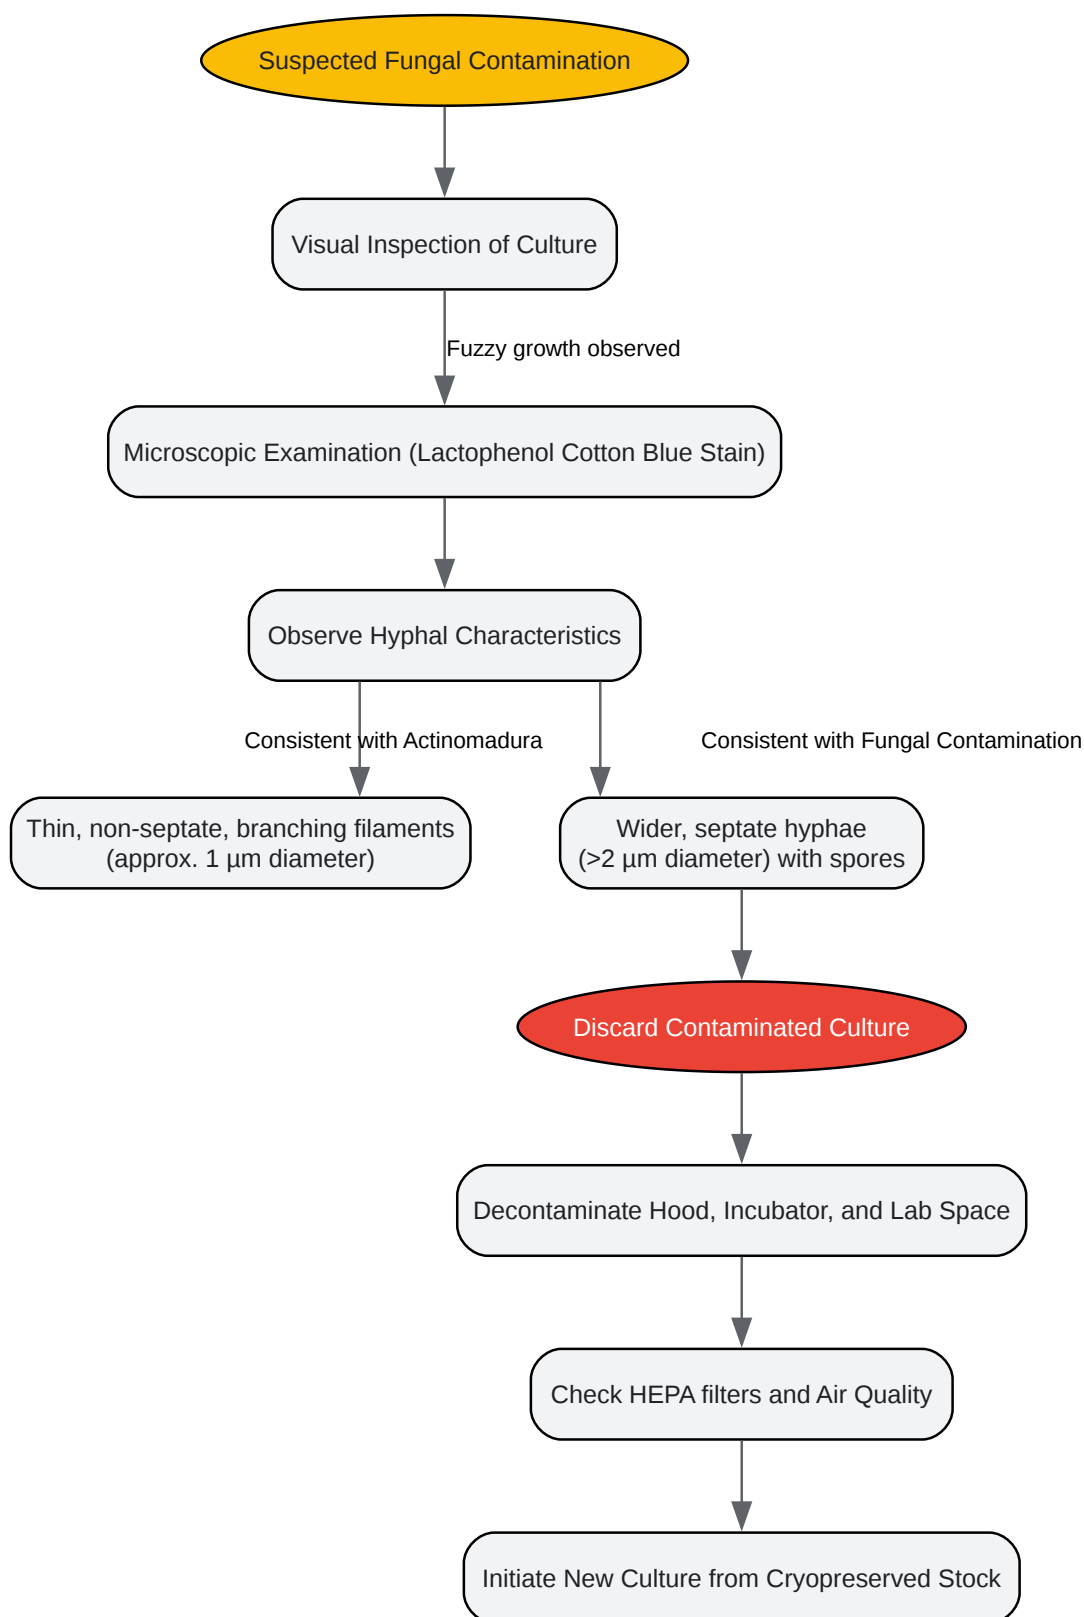 Suspected Fungal Contamination
Visual Inspection of Culture
Fuzzy growth observed
Microscopic Examination (Lactophenol Cotton Blue Stain)
Observe Hyphal Characteristics
Consistent with Actinomadura
Consistent with Fungal Contamination
Thin, non-septate, branching filaments
(approx. 1 µm diameter)
Wider, septate hyphae
(>2 µm diameter) with spores
Discard Contaminated Culture
Decontaminate Hood, Incubator, and Lab Space
Check HEPA filters and Air Quality
Initiate New Culture from Cryopreserved Stock